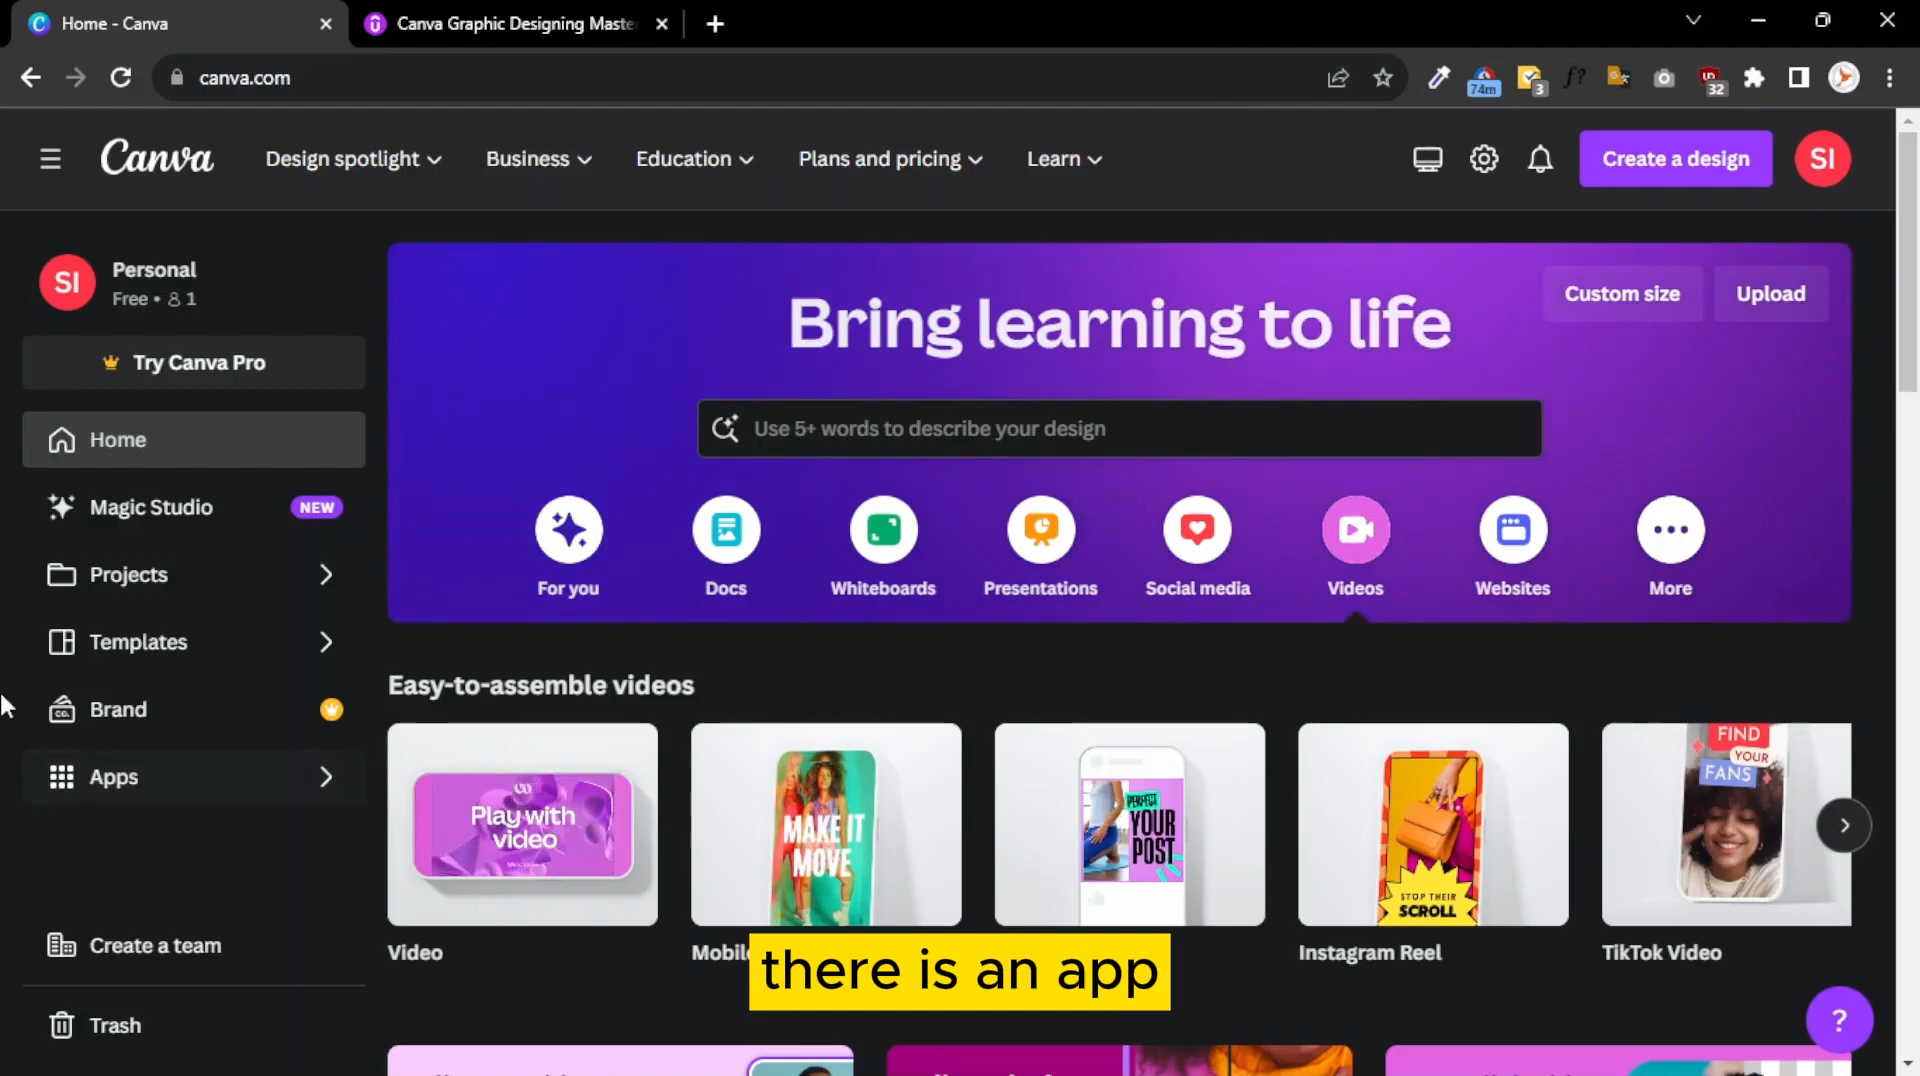 Home - Canva
Canva Graphic Designing Maste
canva.com
74m
3
f?
32
Canva
Design spotlight
Business
Education
Plans and pricing
Learn
Create a design
SI
SI
Personal
Free • 1
Try Canva Pro
Home
Magic Studio
NEW
Projects
Templates
CO.
Brand
Apps
Create a team
Trash
Custom size
Upload
Bring learning to life
Use 5+ words to describe your design
For you
Docs
Whiteboards
Presentations
Social media
Videos
Websites
More
Easy-to-assemble videos
Play with
video
MAKE IT
MOVE
PERFECT
YOUR
POST
STOP THEIR
SCROLL
FIND
YOUR
FANS
Video
Mobil
Instagram Reel
TikTok Video
there is an app
?